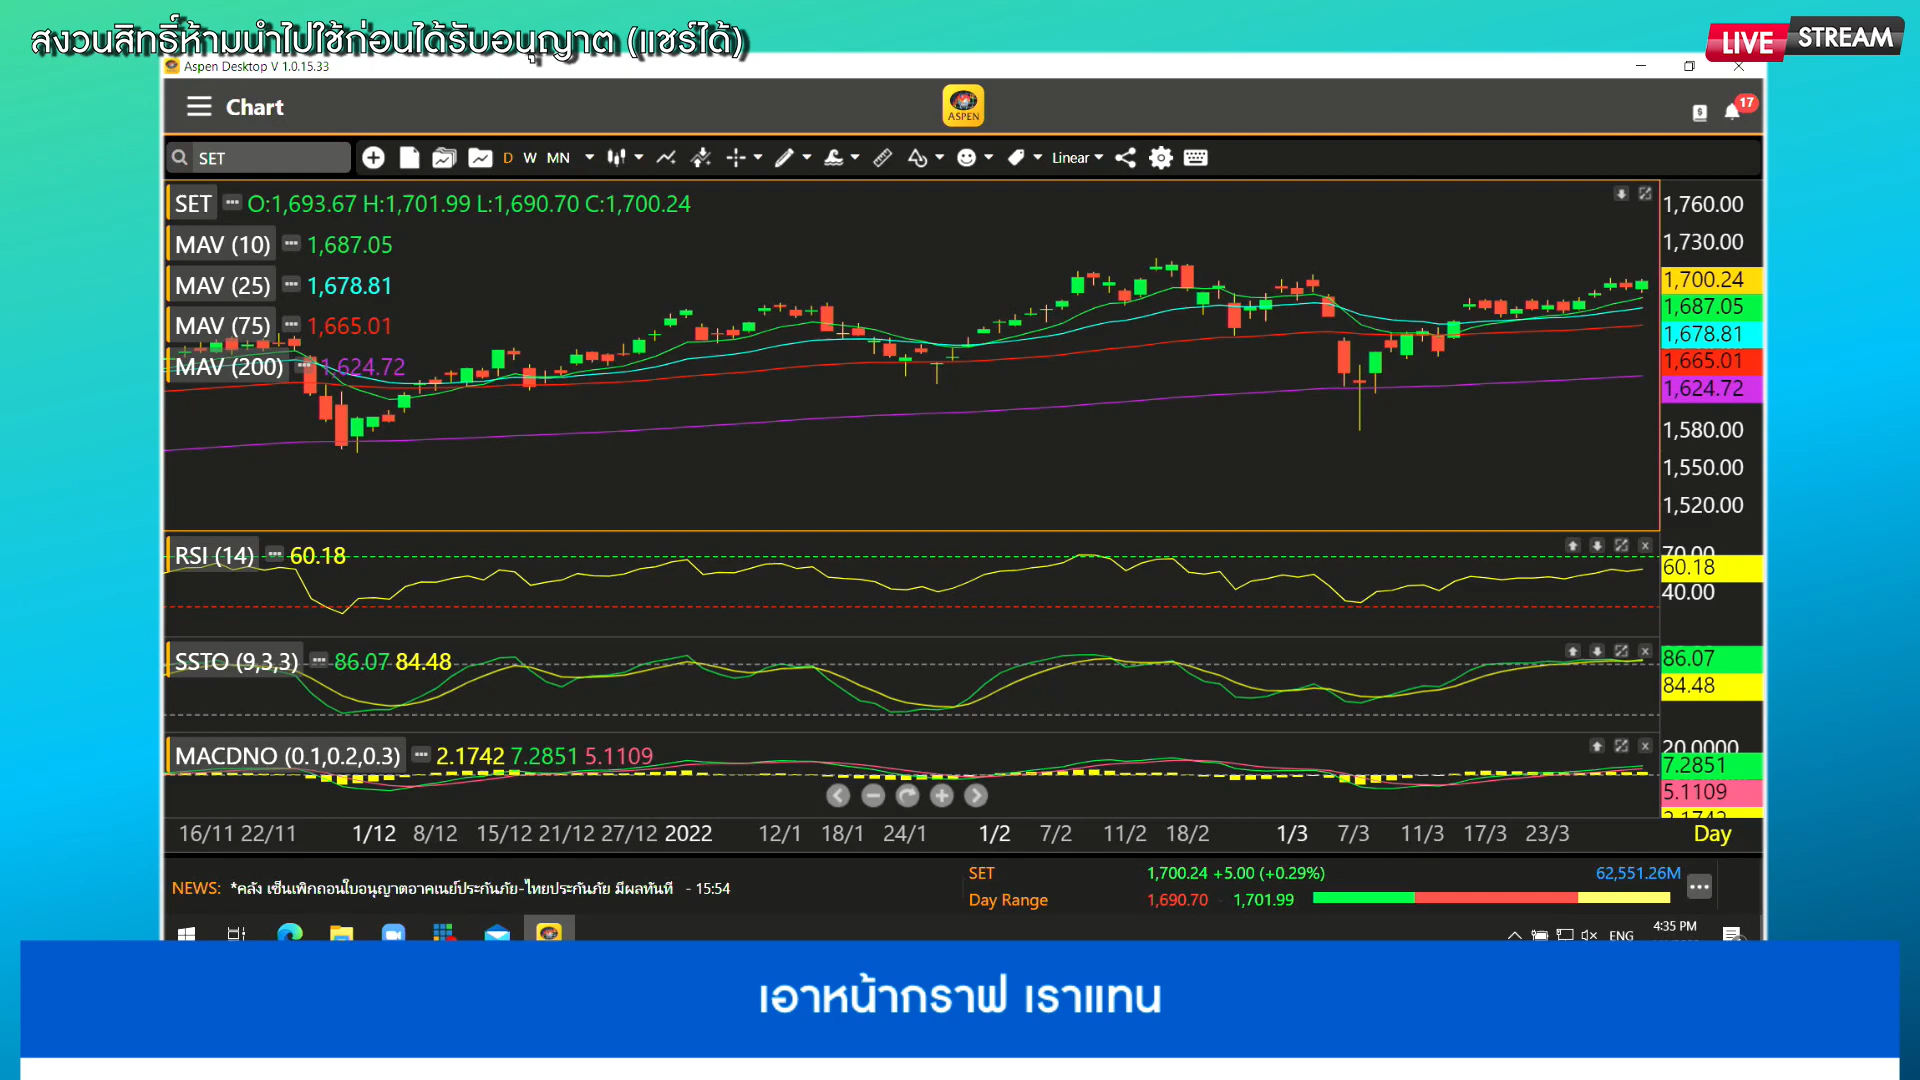 สงวนสิทธิ์ห้ามนำไปใช้ก่อนได้รับอนุญาต (แชร์ได้)
LIVE STREAM
Aspen Desktop V 1.0.15.33
Chart
ASPEN
17
SET
D W MN
Linear
SET O:1,693.67 H:1,701.99 L:1,690.70 C:1,700.24
MAV (10) 1,687.05
MAV (25) 1,678.81
MAV (75) 1,665.01
MAV (200) 1,624.72
1,760.00
1,730.00
1,700.24
1,687.05
1,678.81
1,665.01
1,624.72
1,580.00
1,550.00
1,520.00
RSI (14) 60.18
70.00
60.18
40.00
SSTO (9,3,3) 86.07 84.48
86.07
84.48
MACDNO (0.1,0.2,0.3) 2.1742 7.2851 5.1109
20.0000
7.2851
5.1109
2.1742
16/11 22/11 1/12 8/12 15/12 21/12 27/12 2022 12/1 18/1 24/1 1/2 7/2 11/2 18/2 1/3 7/3 11/3 17/3 23/3 Day
NEWS: *คลัง เซ็นเพิกถอนใบอนุญาตอาคเนย์ประกันภัย-ไทยประกันภัย มีผลทันที - 15:54
SET 1,700.24 +5.00 (+0.29%) 62,551.26M
Day Range 1,690.70 - 1,701.99
ENG 4:35 PM
เอาหน้ากราฟ เราแทน